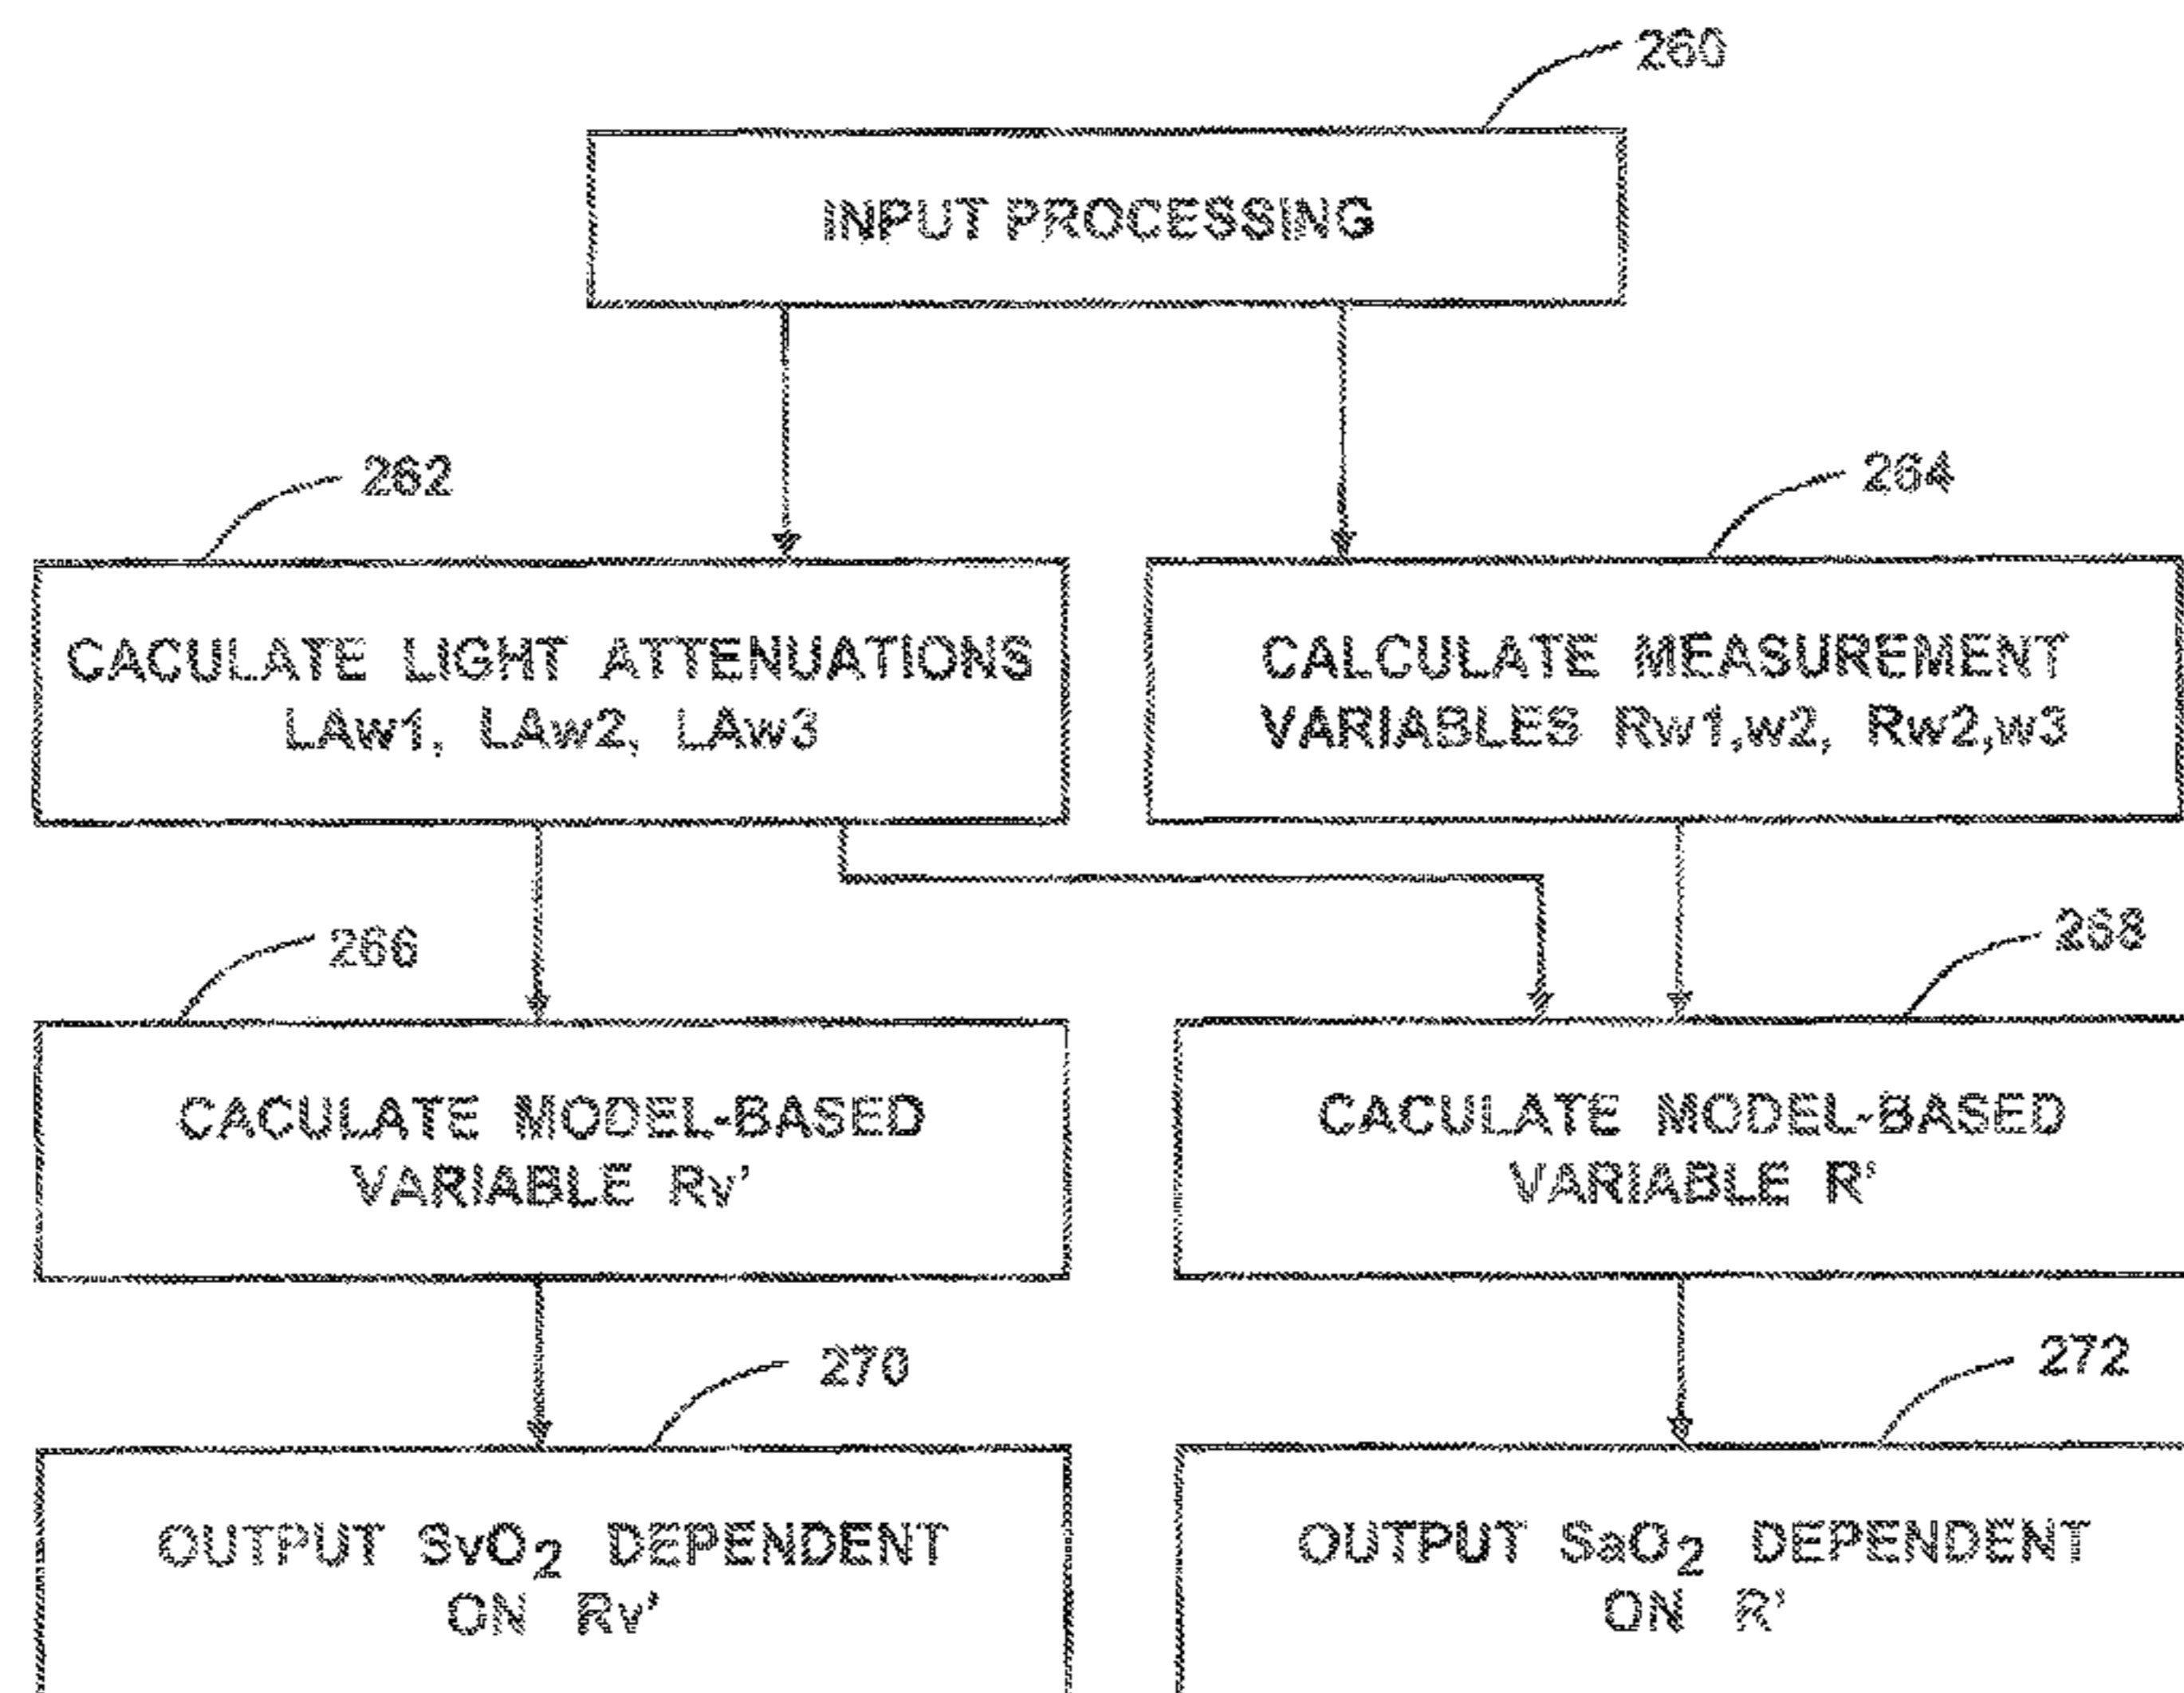 260
INPUT PROCESSING
262
264
CACULATE LIGHT ATTENUATIONS
LAw1, LAw2, LAw3
CALCULATE MEASUREMENT
VARIABLES Rw1,w2, Rw2,w3
266
268
CACULATE MODEL-BASED
VARIABLE Rv'
CACULATE MODEL-BASED
VARIABLE R'
270
272
OUTPUT SvO₂ DEPENDENT
ON Rv'
OUTPUT SaO₂ DEPENDENT
ON R'